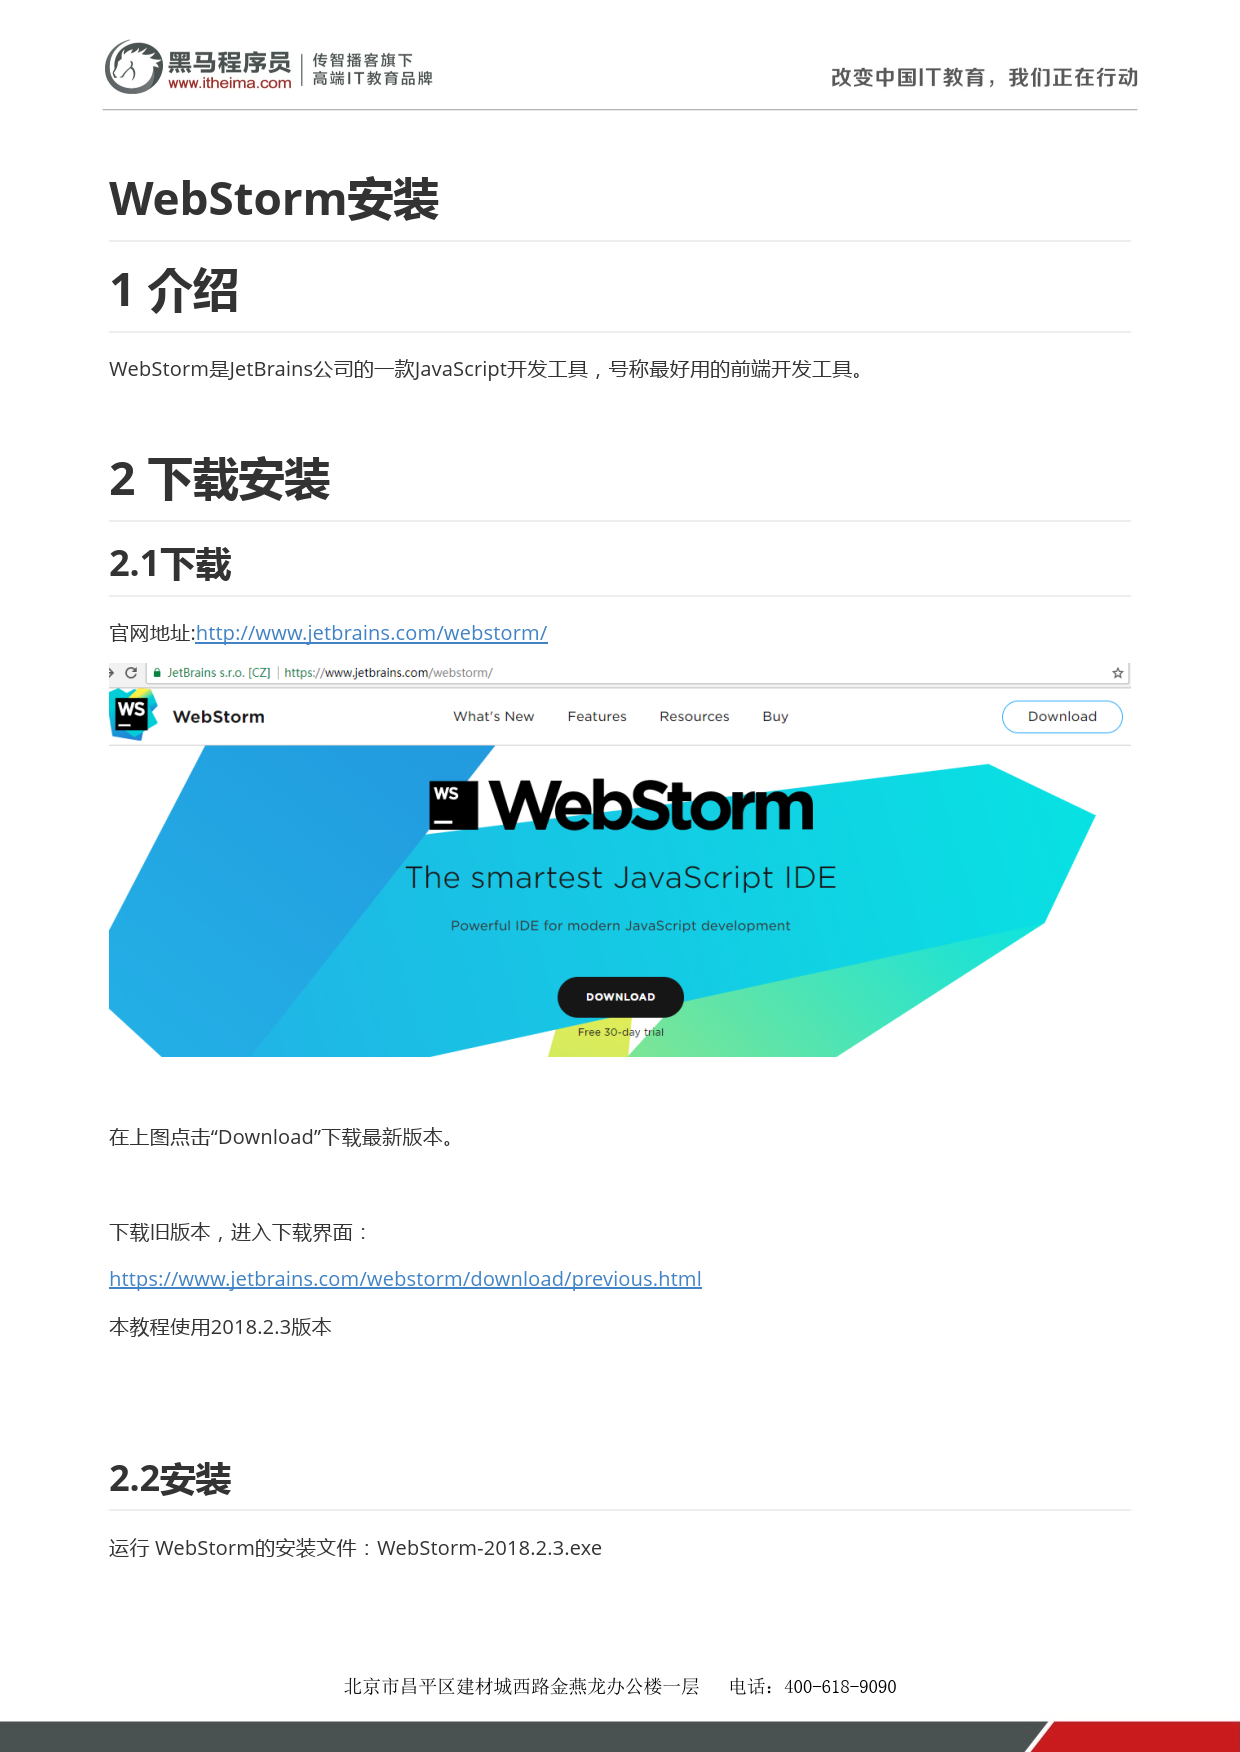 黑马程序员
www.itheima.com
传智播客旗下
高端IT教育品牌
改变中国IT教育，我们正在行动
WebStorm安装
1 介绍
WebStorm是JetBrains公司的一款JavaScript开发工具，号称最好用的前端开发工具。
2 下载安装
2.1下载
官网地址:http://www.jetbrains.com/webstorm/
JetBrains s.r.o. [CZ] | https://www.jetbrains.com/webstorm/
WS
WebStorm
What's New
Features
Resources
Buy
Download
WS WebStorm
The smartest JavaScript IDE
Powerful IDE for modern JavaScript development
DOWNLOAD
Free 30-day trial
在上图点击“Download”下载最新版本。
下载旧版本，进入下载界面：
https://www.jetbrains.com/webstorm/download/previous.html
本教程使用2018.2.3版本
2.2安装
运行 WebStorm的安装文件：WebStorm-2018.2.3.exe
北京市昌平区建材城西路金燕龙办公楼一层 电话：400-618-9090